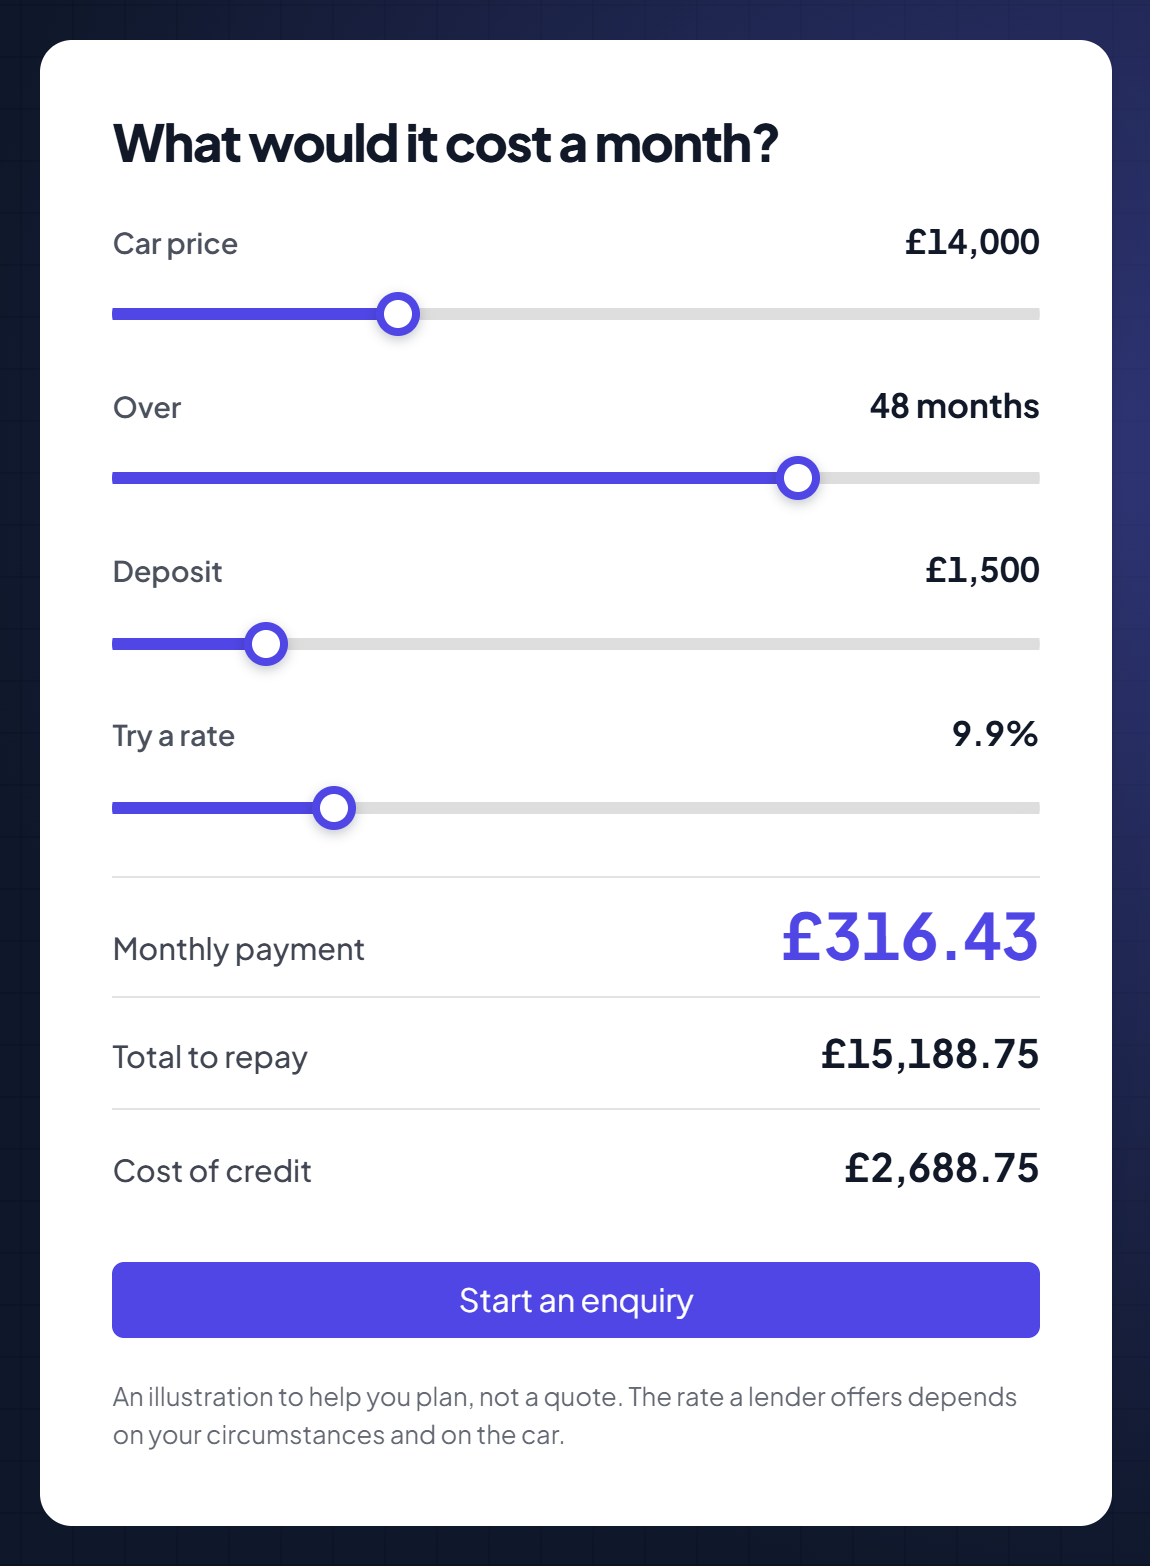 What would it cost a month?
Car price £14,000
Over 48 months
Deposit £1,500
Try a rate 9.9%
Monthly payment £316.43
Total to repay £15,188.75
Cost of credit £2,688.75
Start an enquiry
An illustration to help you plan, not a quote. The rate a lender offers depends
on your circumstances and on the car.